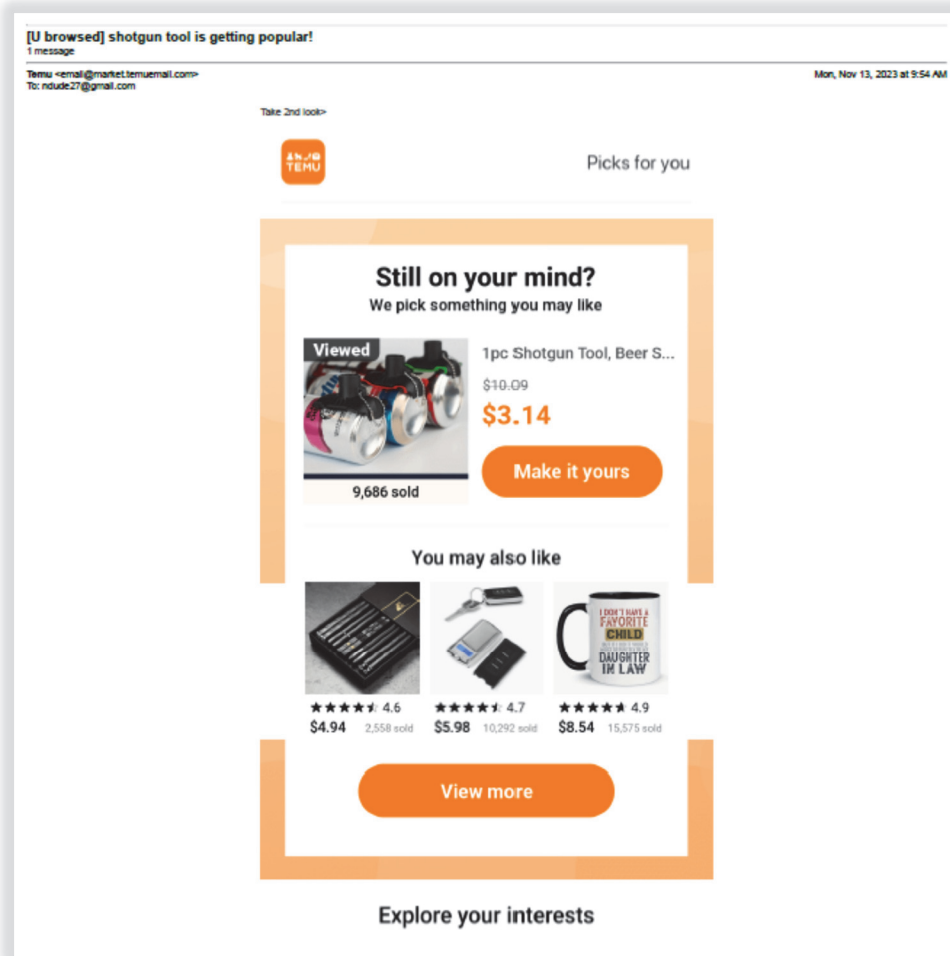 [U browsed] shotgun tool is getting popular!
1 message
Temu <email@market.temuemail.com>
Mon, Nov 13, 2023 at 9:54 AM
To: ndude27@gmail.com
Take 2nd look>
TEMU
Picks for you
Still on your mind?
We pick something you may like
Viewed
1pc Shotgun Tool, Beer S...
$10.09
$3.14
Make it yours
9,686 sold
You may also like
I DON'T HAVE A
FAVORITE
CHILD
DAUGHTER
IN LAW
4.6
4.7
4.9
$4.94 2,558 sold
$5.98 10,292 sold
$8.54 15,575 sold
View more
Explore your interests